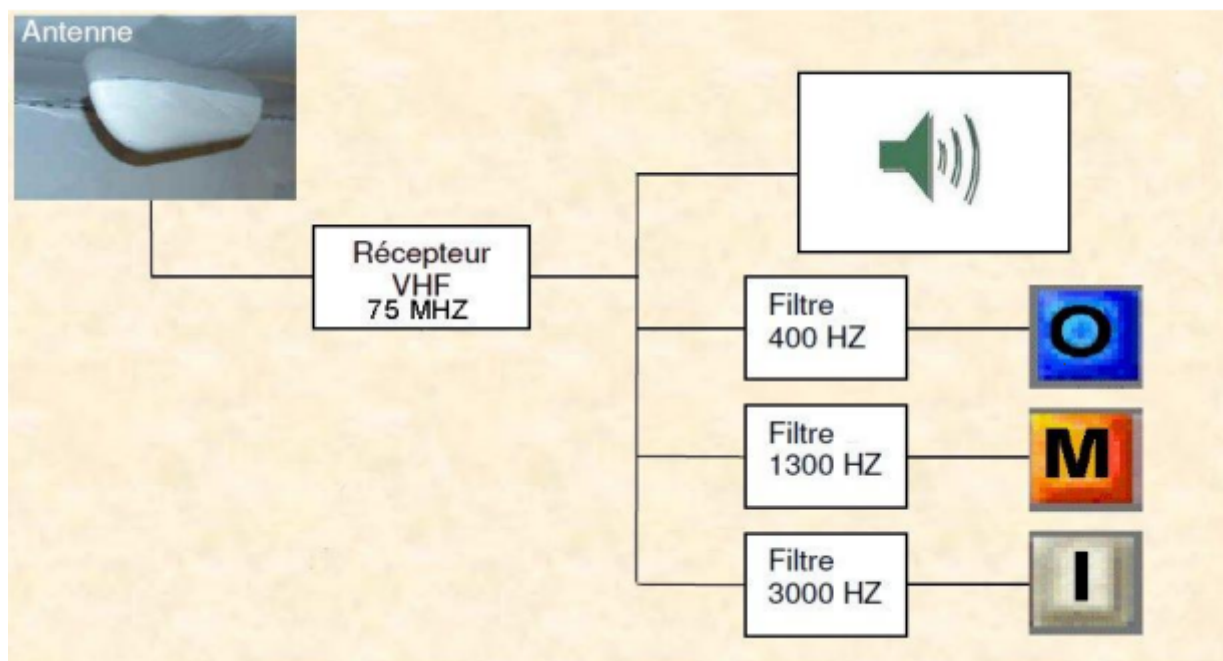 Antenne
Récepteur
VHF
75 MHZ
Filtre
400 HZ
O
Filtre
1300 HZ
M
Filtre
3000 HZ
I